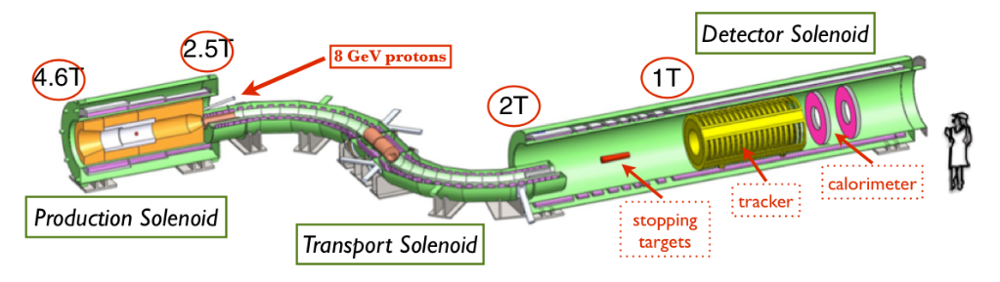 Detector Solenoid
2.5T
8 GeV protons
4.6T
1T
2T
calorimeter
tracker
Production Solenoid
stopping
targets
Transport Solenoid